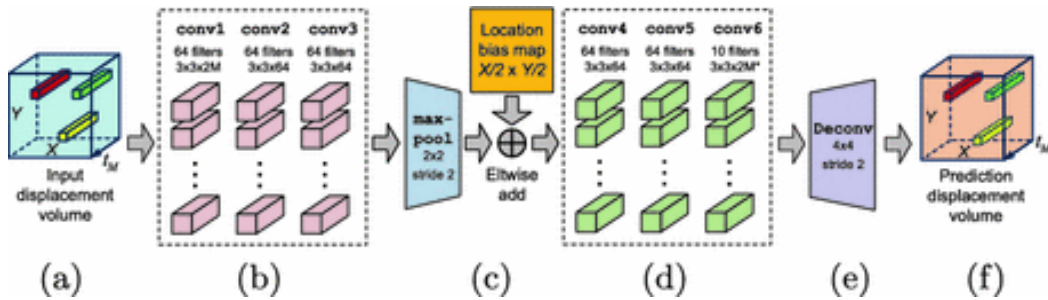 Y
X
t_M
Input
displacement
volume
(a)
conv1 conv2 conv3
64 filters 64 filters 64 filters
3x3x2M 3x3x64 3x3x64
(b)
max-
pool
2x2
stride 2
Location
bias map
X/2 x Y/2
Eltwise
add
(c)
conv4 conv5 conv6
64 filters 64 filters 10 filters
3x3x64 3x3x64 3x3x2M*
(d)
Deconv
4x4
stride 2
(e)
Y
X
t_M
Prediction
displacement
volume
(f)